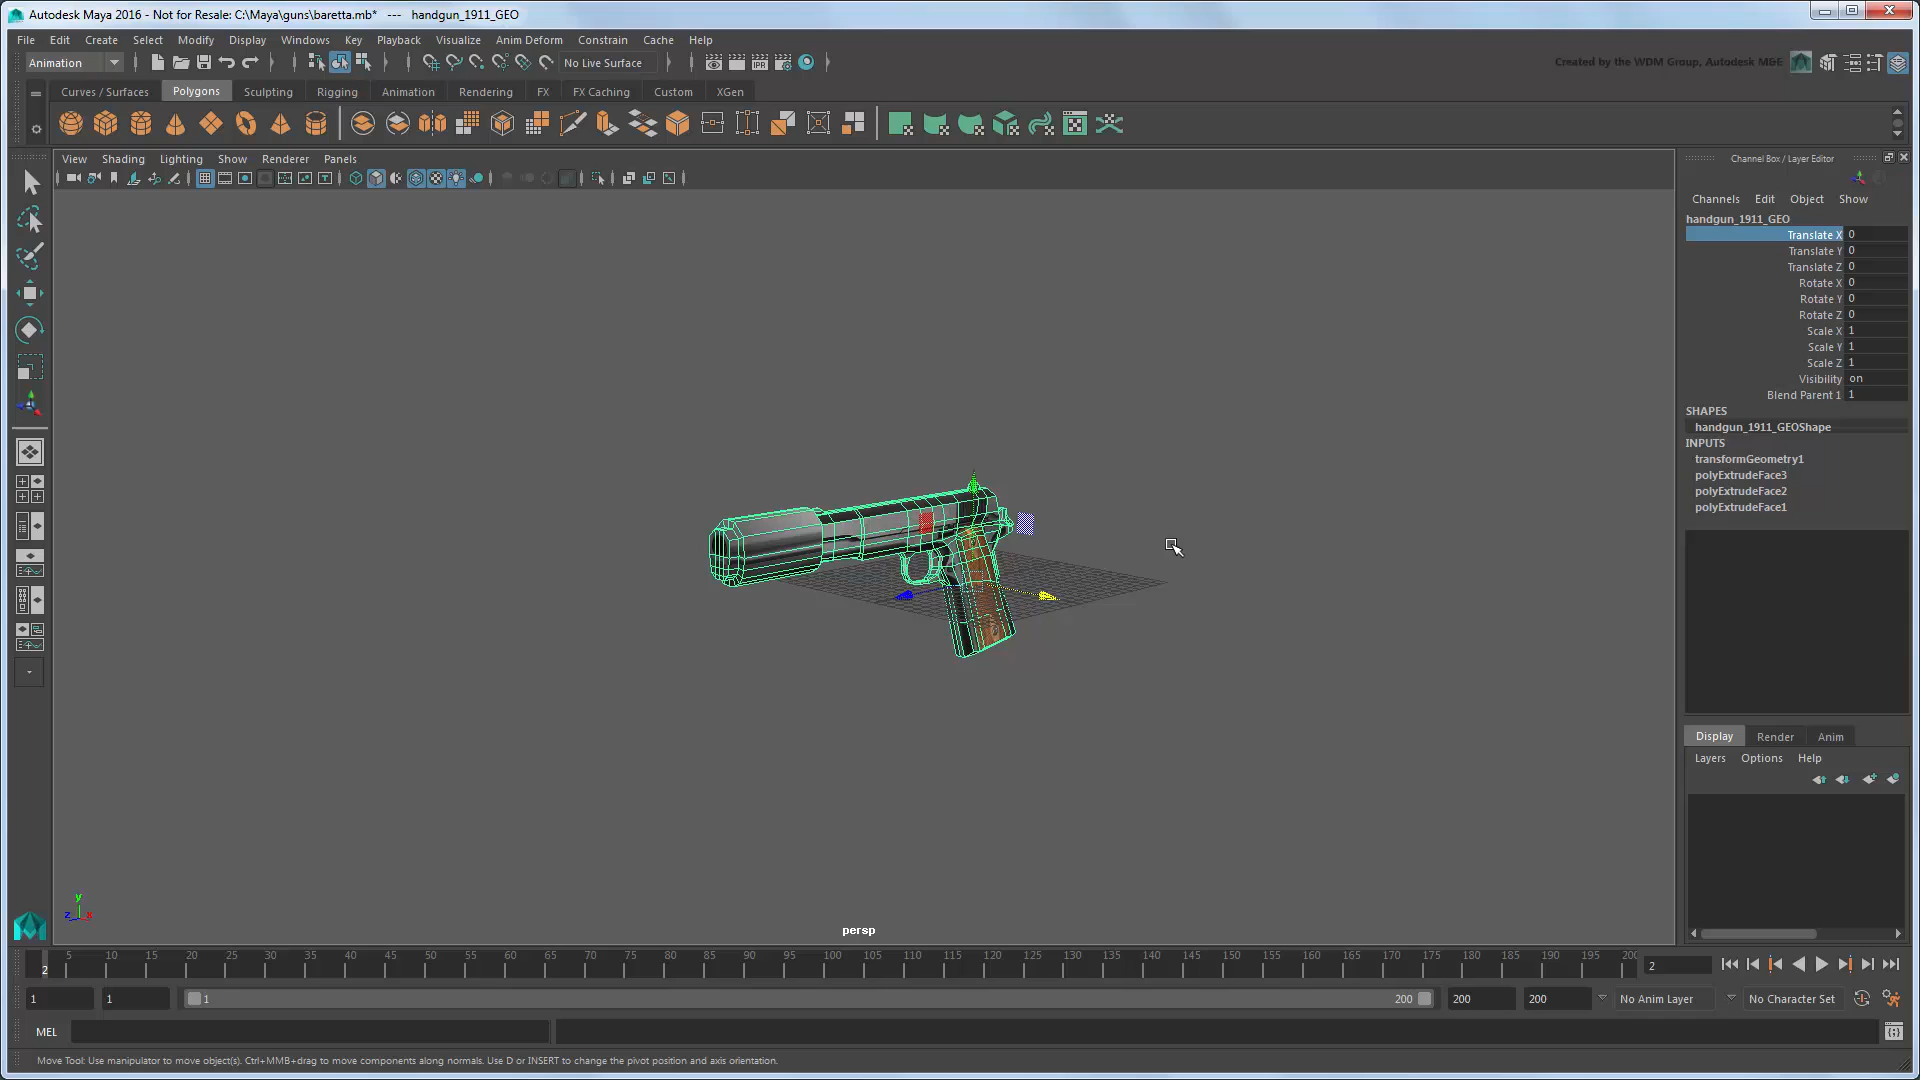 Autodesk Maya 2016 - Not for Resale: C:\Maya\guns\baretta.mb* --- handgun_1911_GEO
File Edit Create Select Modify Display Windows Key Playback Visualize Anim Deform Constrain Cache Help
Animation No Live Surface IPR Created by the WDM Group, Autodesk M&E
Curves / Surfaces Polygons Sculpting Rigging Animation Rendering FX FX Caching Custom XGen
View Shading Lighting Show Renderer Panels
Channel Box / Layer Editor
Channels Edit Object Show
handgun_1911_GEO
Translate X 0
Translate Y 0
Translate Z 0
Rotate X 0
Rotate Y 0
Rotate Z 0
Scale X 1
Scale Y 1
Scale Z 1
Visibility on
Blend Parent 1 1
SHAPES
handgun_1911_GEOShape
INPUTS
transformGeometry1
polyExtrudeFace3
polyExtrudeFace2
polyExtrudeFace1
Display Render Anim
Layers Options Help
y
z x
persp
5 10 15 20 25 30 35 40 45 50 55 60 65 70 75 80 85 90 95 100 105 110 115 120 125 130 135 140 145 150 155 160 165 170 175 180 185 190 195 200
2 2
1 1 1 200 200 200 No Anim Layer No Character Set
MEL
Move Tool: Use manipulator to move object(s). Ctrl+MMB+drag to move components along normals. Use D or INSERT to change the pivot position and axis orientation.